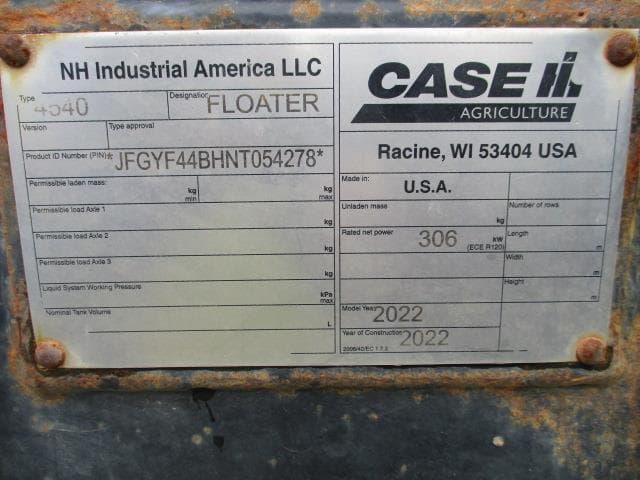 NH Industrial America LLC
Type
4540
Designation
FLOATER
Version
Type approval
Product ID Number (PIN)
*JFGYF44BHNT054278*
Permissible laden mass:
kg
min
kg
max
Permissible load Axle 1
kg
Permissible load Axle 2
kg
Permissible load Axle 3
kg
Liquid System Working Pressure
kPa
max
Nominal Tank Volume
L
CASE IH
AGRICULTURE
Racine, WI 53404 USA
Made in:
U.S.A.
Unladen mass
kg
Number of rows
Rated net power
306
kW
(ECE R120)
Length
m
Width
m
Height
m
Model Year
2022
Year of Construction
2022